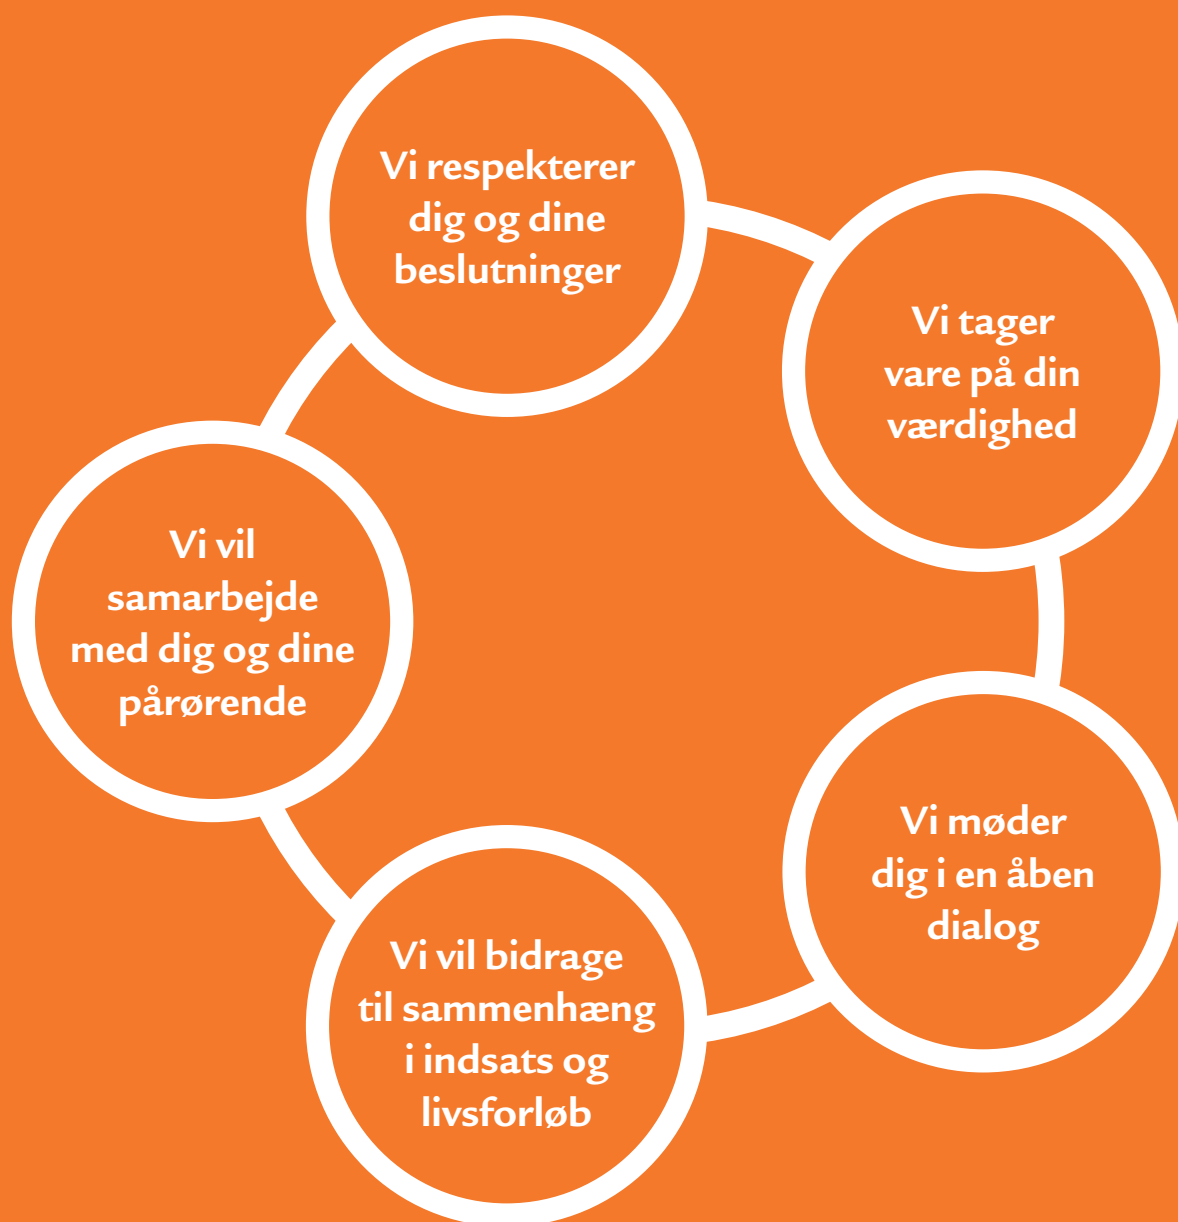 Vi respekterer
dig og dine
beslutninger
Vi tager
vare på din
værdighed
Vi vil
samarbejde
med dig og dine
pårørende
Vi møder
dig i en åben
dialog
Vi vil bidrage
til sammenhæng
i indsats og
livsforløb